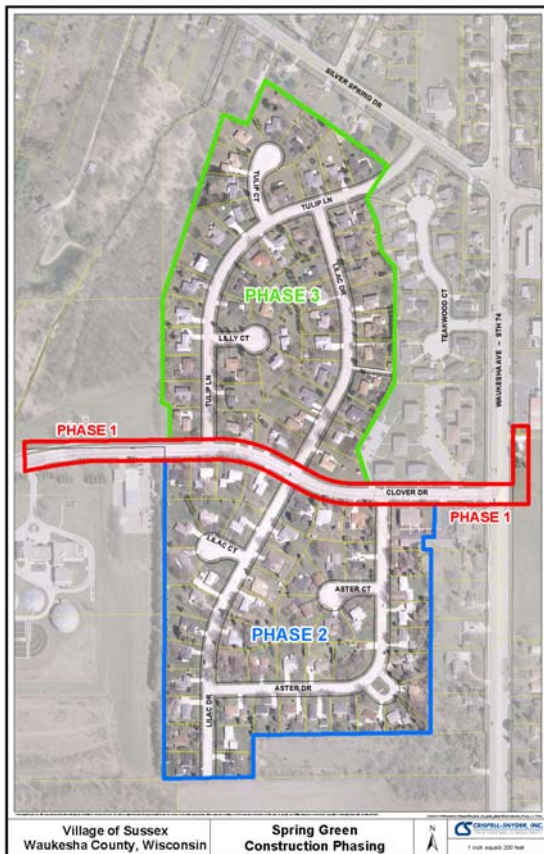 SILVER SPRING DR
TULIP CT
TULIP LN
LILAC DR
PHASE 3
TEAKWOOD CT
WAUKESHA AVE - STH 74
LILLY CT
TULIP LN
PHASE 1
CLOVER DR
PHASE 1
LILAC CT
ASTER CT
PHASE 2
ASTER DR
LILAC DR
Village of Sussex
Waukesha County, Wisconsin
Spring Green
Construction Phasing
N
CS CRISPELL-SNYDER, INC.
1 inch equals 200 feet